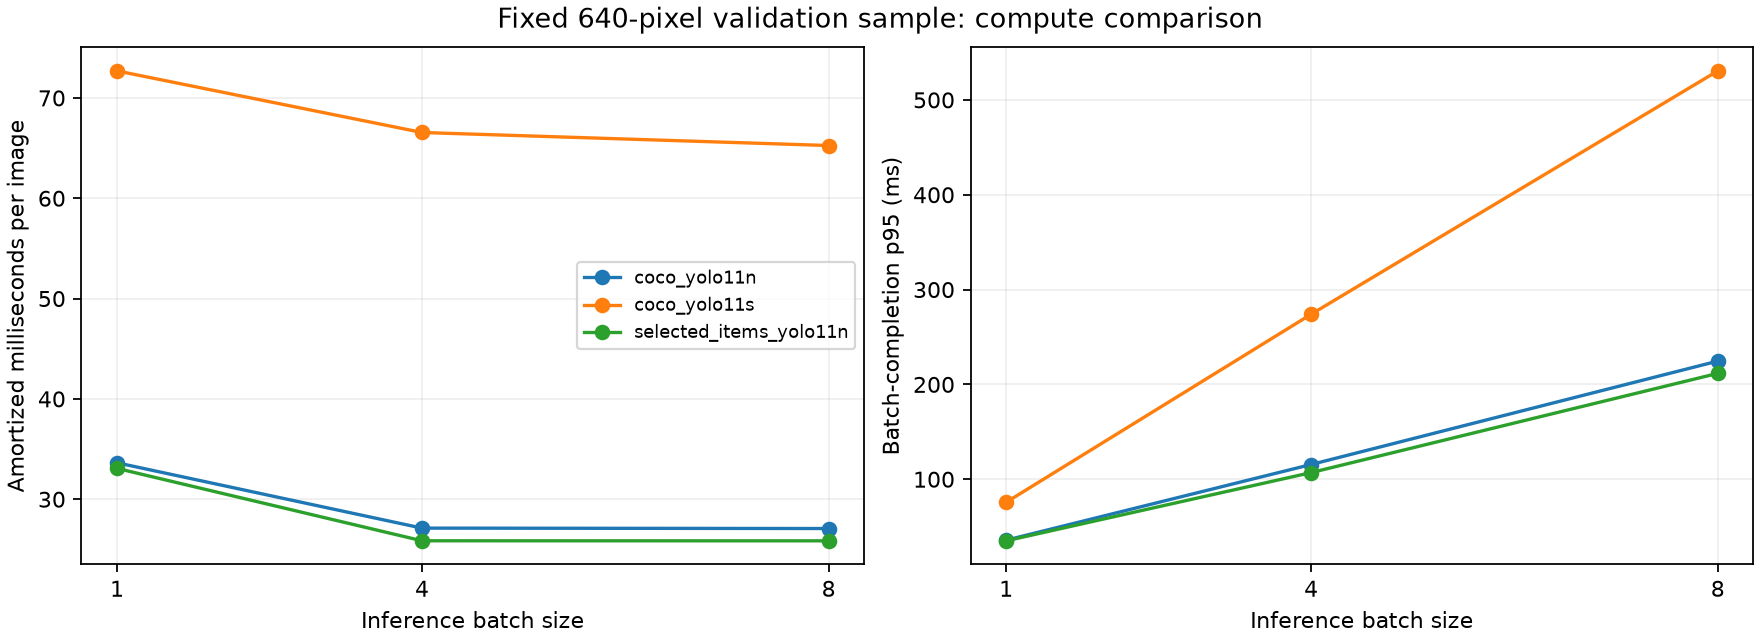 Fixed 640-pixel validation sample: compute comparison
Amortized milliseconds per image
70
60
50
40
30
coco_yolo11n
coco_yolo11s
selected_items_yolo11n
1
4
8
Inference batch size
Batch-completion p95 (ms)
500
400
300
200
100
1
4
8
Inference batch size